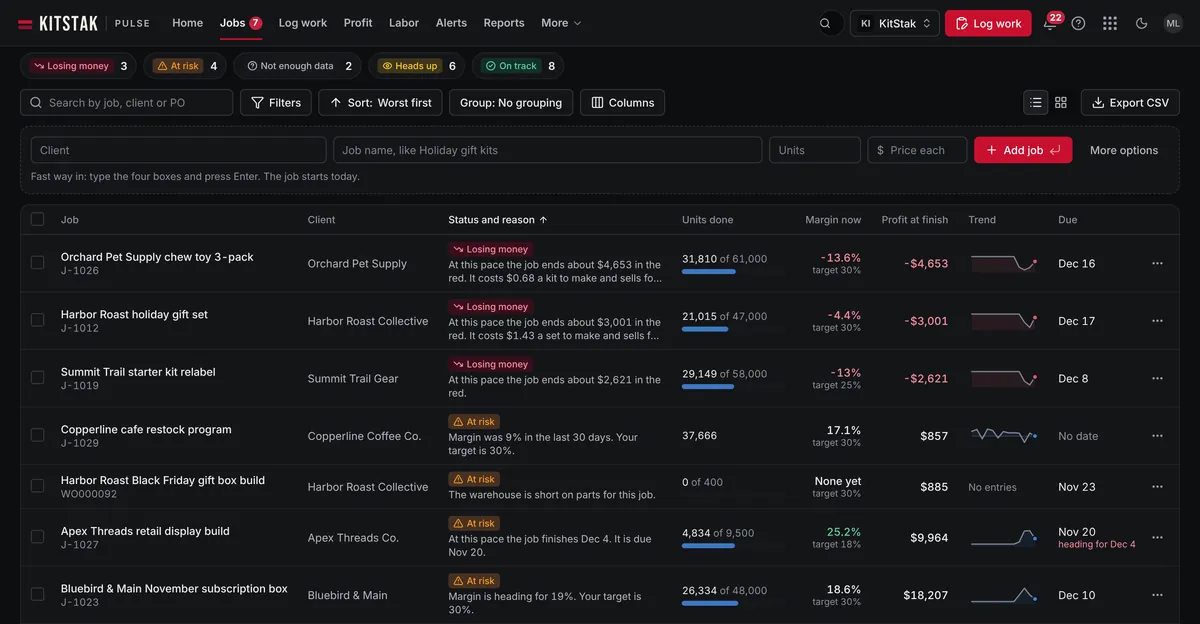 KITSTAK PULSE Home Jobs 7 Log work Profit Labor Alerts Reports More KI KitStak Log work 22 ML
Losing money 3 At risk 4 Not enough data 2 Heads up 6 On track 8
Search by job, client or PO Filters Sort: Worst first Group: No grouping Columns Export CSV
Client Job name, like Holiday gift kits Units $ Price each Add job More options
Fast way in: type the four boxes and press Enter. The job starts today.
Job Client Status and reason Units done Margin now Profit at finish Trend Due
Orchard Pet Supply chew toy 3-pack
J-1026
Orchard Pet Supply
Losing money
At this pace the job ends about $4,653 in the
red. It costs $0.68 a kit to make and sells fo...
31,810 of 61,000
-13.6%
target 30%
-$4,653
Dec 16
Harbor Roast holiday gift set
J-1012
Harbor Roast Collective
Losing money
At this pace the job ends about $3,001 in the
red. It costs $1.43 a set to make and sells f...
21,015 of 47,000
-4.4%
target 30%
-$3,001
Dec 17
Summit Trail starter kit relabel
J-1019
Summit Trail Gear
Losing money
At this pace the job ends about $2,621 in the
red.
29,149 of 58,000
-13%
target 25%
-$2,621
Dec 8
Copperline cafe restock program
J-1029
Copperline Coffee Co.
At risk
Margin was 9% in the last 30 days. Your
target is 30%.
37,666
17.1%
target 30%
$857
No date
Harbor Roast Black Friday gift box build
WO000092
Harbor Roast Collective
At risk
The warehouse is short on parts for this job.
0 of 400
None yet
target 30%
$885
No entries
Nov 23
Apex Threads retail display build
J-1027
Apex Threads Co.
At risk
At this pace the job finishes Dec 4. It is due
Nov 20.
4,834 of 9,500
25.2%
target 18%
$9,964
Nov 20
heading for Dec 4
Bluebird & Main November subscription box
J-1023
Bluebird & Main
At risk
Margin is heading for 19%. Your target is
30%.
26,334 of 48,000
18.6%
target 30%
$18,207
Dec 10